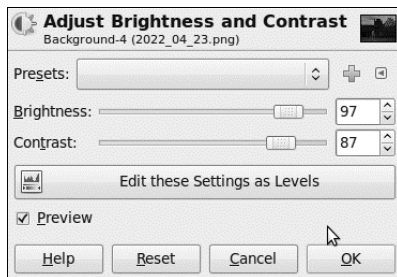 Adjust Brightness and Contrast
Background-4 (2022_04_23.png)
Presets:
Brightness: 97
Contrast: 87
Edit these Settings as Levels
Preview
Help Reset Cancel OK